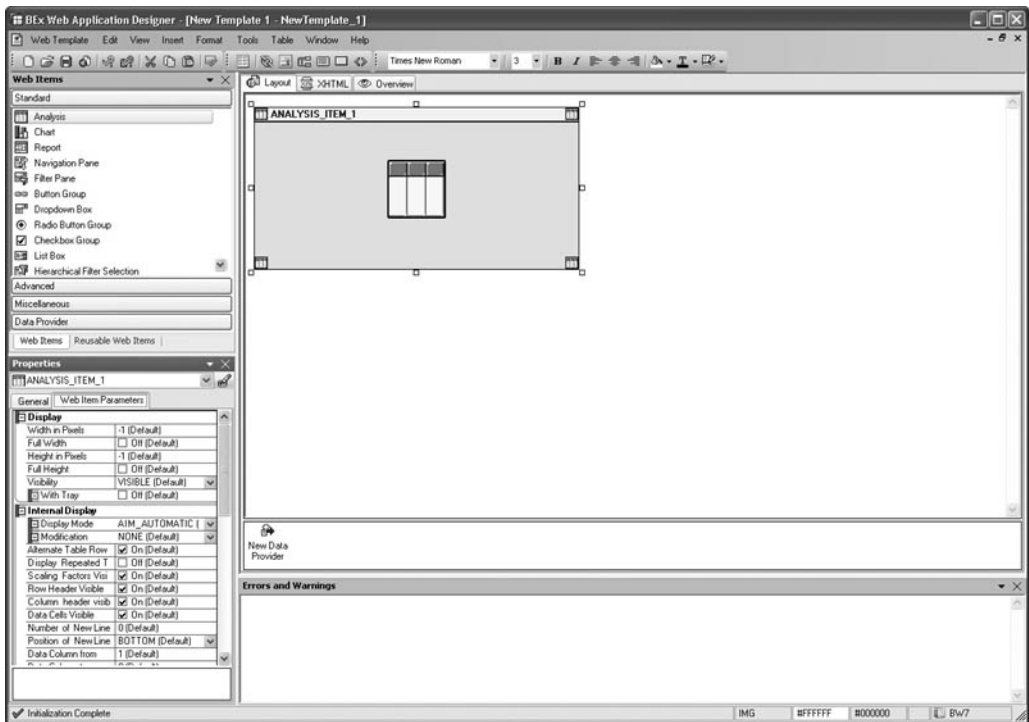 BEx Web Application Designer - [New Template 1 - NewTemplate_1]
Web Template Edit View Insert Format Tools Table Window Help
Times New Roman 3 B I
Web Items
Standard
Analysis
Chart
Report
Navigation Pane
Filter Pane
Button Group
Dropdown Box
Radio Button Group
Checkbox Group
List Box
Hierarchical Filter Selection
Advanced
Miscellaneous
Data Provider
Web Items Reusable Web Items
Properties
ANALYSIS_ITEM_1
General Web Item Parameters
Display
Width in Pixels -1 (Default)
Full Width Off (Default)
Height in Pixels -1 (Default)
Full Height Off (Default)
Visibility VISIBLE (Default)
With Tray Off (Default)
Internal Display
Display Mode AIM_AUTOMATIC (
Modification NONE (Default)
Alternate Table Row On (Default)
Display Repeated T Off (Default)
Scaling Factors Visi On (Default)
Row Header Visible On (Default)
Column header visib On (Default)
Data Cells Visible On (Default)
Number of New Line 0 (Default)
Position of New Line BOTTOM (Default)
Data Column from 1 (Default)
Layout XHTML Overview
ANALYSIS_ITEM_1
New Data
Provider
Errors and Warnings
Initialization Complete IMG #FFFFFF #000000 BW7